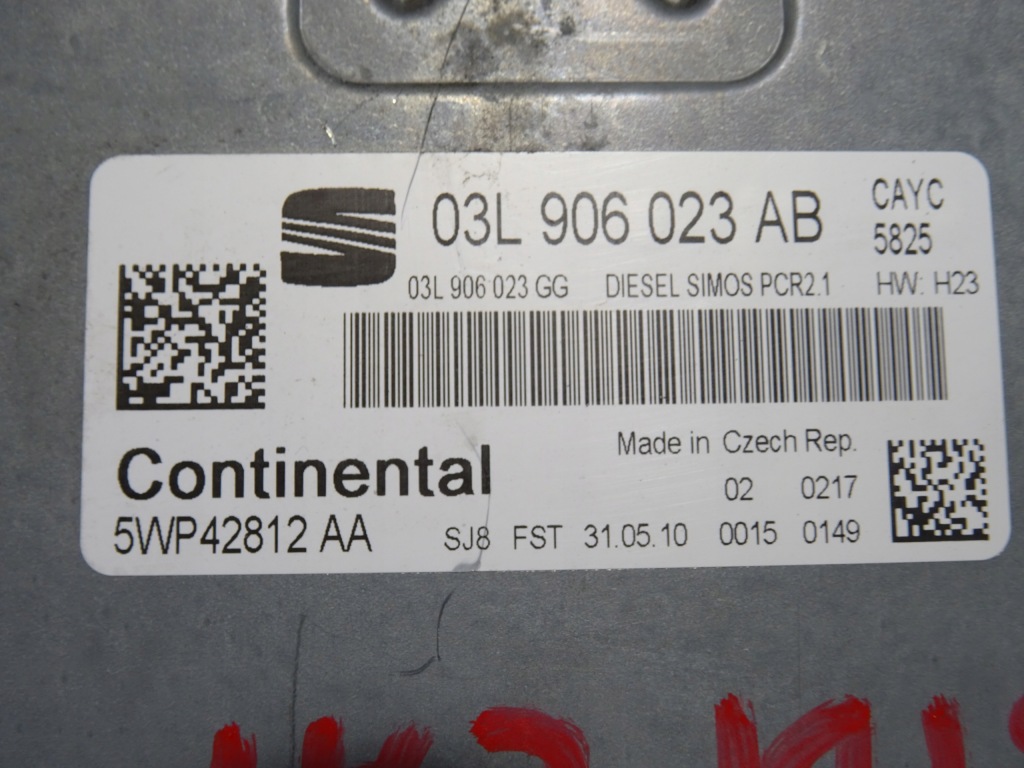 03L 906 023 AB
CAYC
5825
03L 906 023 GG DIESEL SIMOS PCR2.1 HW: H23
Continental
Made in Czech Rep.
02 0217
5WP42812 AA
SJ8 FST 31.05.10 0015 0149